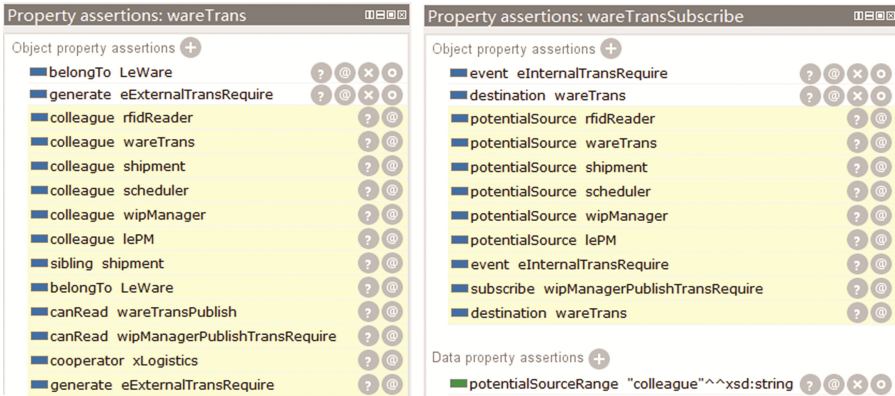 Property assertions: wareTrans
Object property assertions
belongTo LeWare
generate eExternalTransRequire
colleague rfidReader
colleague wareTrans
colleague shipment
colleague scheduler
colleague wipManager
colleague lePM
sibling shipment
belongTo LeWare
canRead wareTransPublish
canRead wipManagerPublishTransRequire
cooperator xLogistics
generate eExternalTransRequire
Property assertions: wareTransSubscribe
Object property assertions
event eInternalTransRequire
destination wareTrans
potentialSource rfidReader
potentialSource wareTrans
potentialSource shipment
potentialSource scheduler
potentialSource wipManager
potentialSource lePM
event eInternalTransRequire
subscribe wipManagerPublishTransRequire
destination wareTrans
Data property assertions
potentialSourceRange "colleague"^^xsd:string